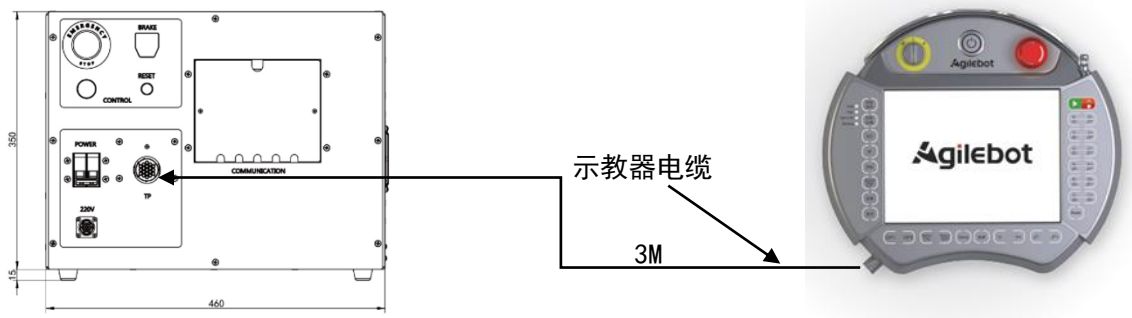 EMERGENCY
STOP
BRAKE
RESET
CONTROL
350
POWER
TP
220V
COMMUNICATION
15
460
示教器电缆
3M
Agilebot
Agilebot